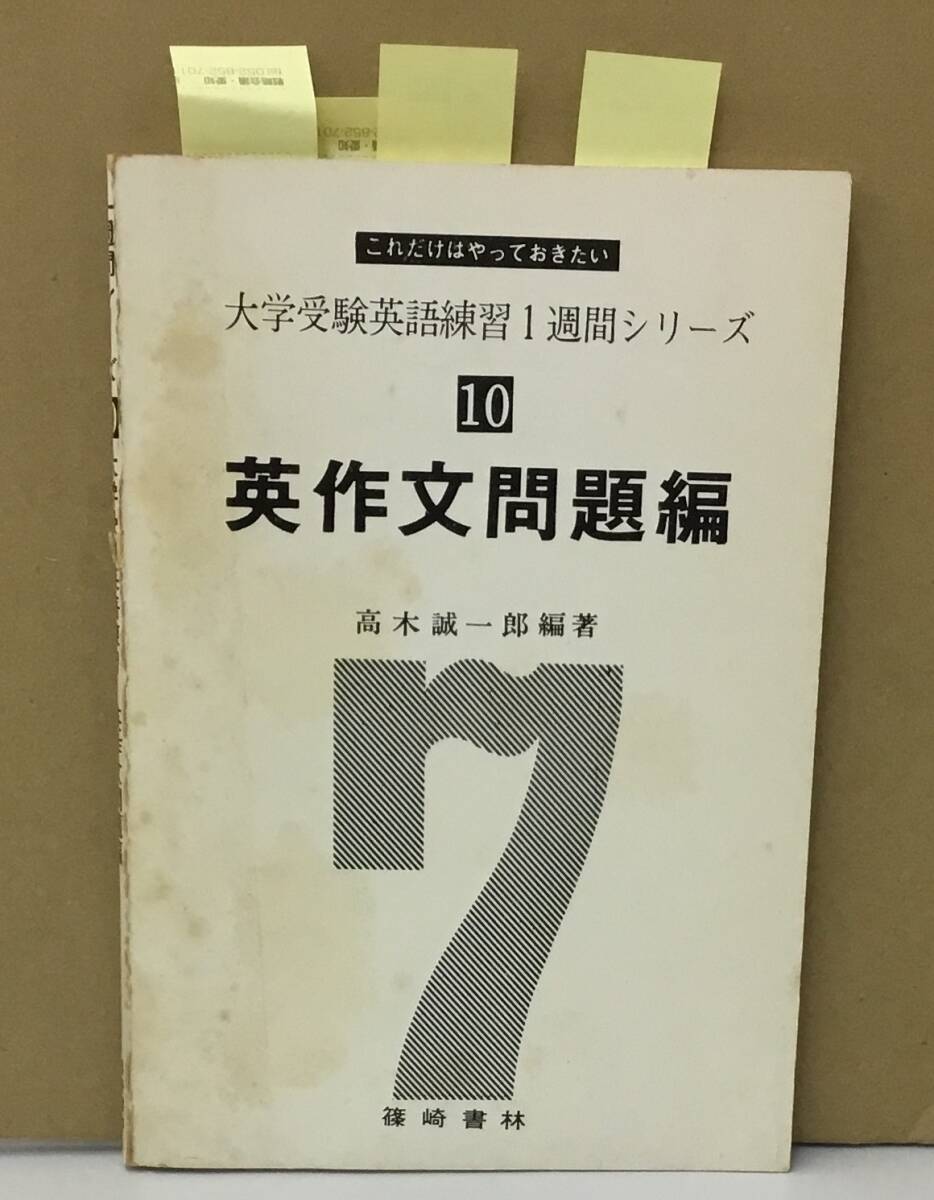 これだけはやっておきたい
大学受験英語練習1週間シリーズ
10
英作文問題編
高木誠一郎編著
7
篠崎書林